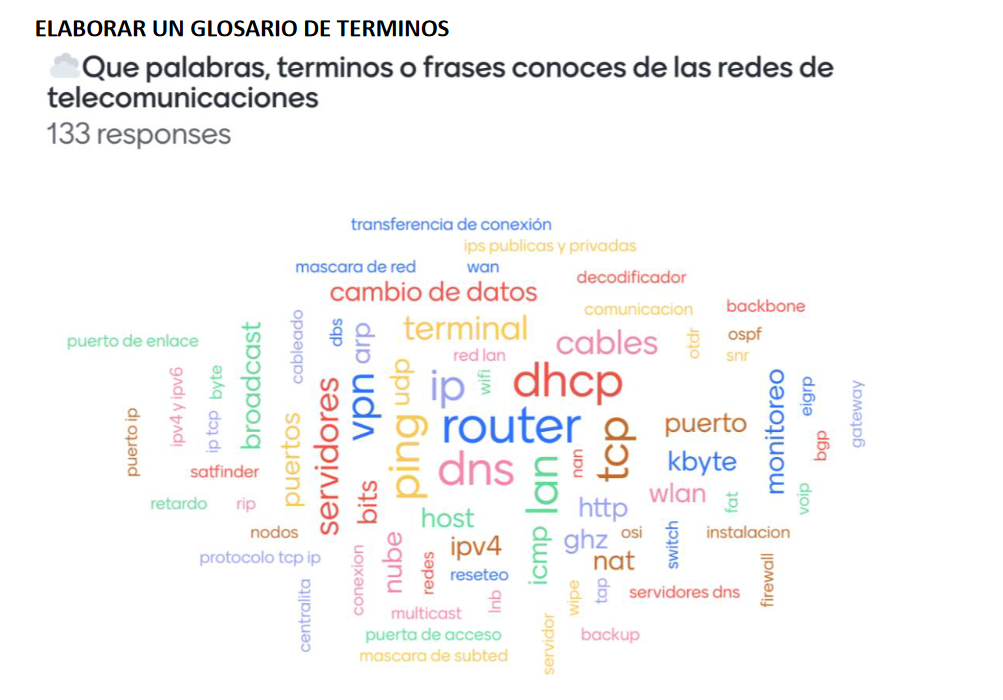 ELABORAR UN GLOSARIO DE TERMINOS
Que palabras, terminos o frases conoces de las redes de
telecomunicaciones
133 responses
transferencia de conexión
ips publicas y privadas
mascara de red
wan
decodificador
cambio de datos
comunicacion
backbone
puerto de enlace
broadcast
cableado
dbs
arp
terminal
cables
otdr
ospf
snr
red lan
ipv4 y ipv6
byte
udp
ip
wifi
dhcp
monitoreo
eigrp
gateway
puerto ip
ip tcp
puertos
servidores
vpn
ping
router
tcp
puerto
bgp
satfinder
dns
lan
nan
kbyte
retardo
rip
bits
wlan
fat
voip
host
http
nodos
ipv4
icmp
ghz
osi
switch
instalacion
protocolo tcp ip
conexion
nube
redes
reseteo
nat
firewall
centralita
multicast
lnb
wipe
tap
servidores dns
puerta de acceso
servidor
backup
mascara de subted